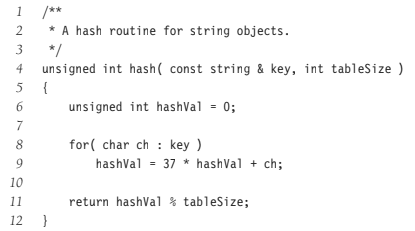 1 /**
2 * A hash routine for string objects.
3 */
4 unsigned int hash( const string & key, int tableSize )
5 {
6 unsigned int hashVal = 0;
7
8 for( char ch : key )
9 hashVal = 37 * hashVal + ch;
10
11 return hashVal % tableSize;
12 }